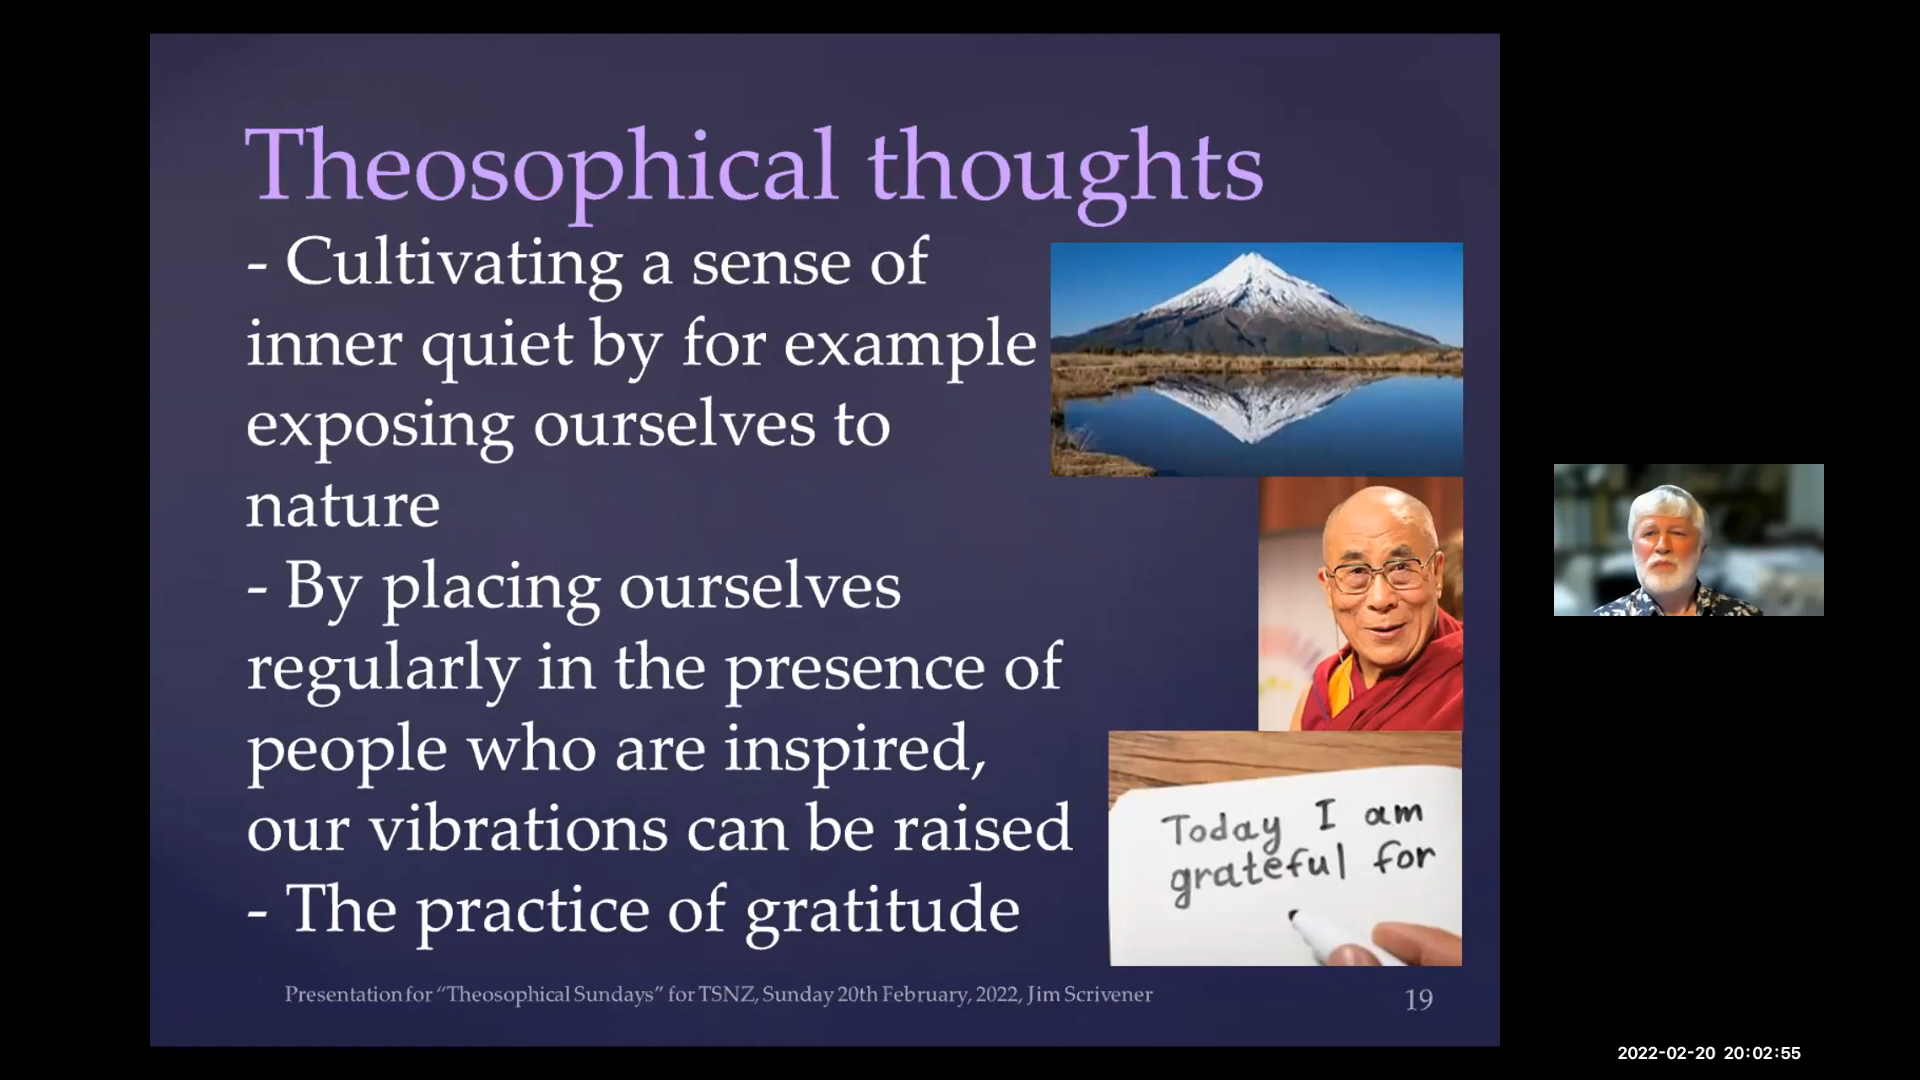 Theosophical thoughts
- Cultivating a sense of
inner quiet by for example
exposing ourselves to
nature
- By placing ourselves
regularly in the presence of
people who are inspired,
our vibrations can be raised
- The practice of gratitude
Today I am
grateful for
Presentation for “Theosophical Sundays” for TSNZ, Sunday 20th February, 2022, Jim Scrivener
19
2022-02-20 20:02:55